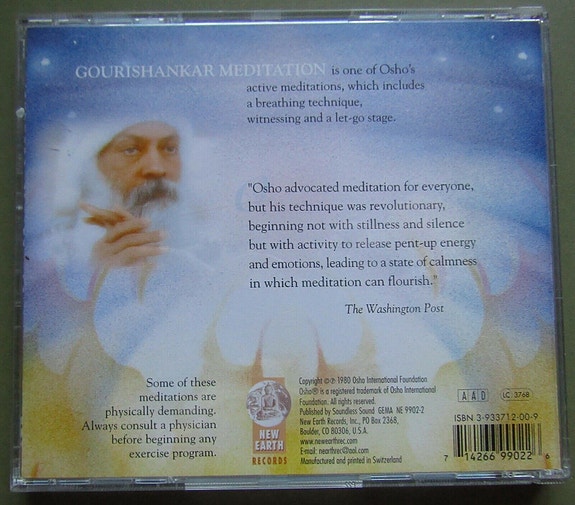 GOURISHANKAR MEDITATION is one of Osho's
active meditations, which includes
a breathing technique,
witnessing and a let-go stage.
"Osho advocated meditation for everyone,
but his technique was revolutionary,
beginning not with stillness and silence
but with activity to release pent-up energy
and emotions, leading to a state of calmness
in which meditation can flourish."
The Washington Post
Some of these
meditations are
physically demanding.
Always consult a physician
before beginning any
exercise program.
NEW
EARTH
RECORDS
Copyright ©℗ 1980 Osho International Foundation
Osho® is a registered trademark of Osho International
Foundation. All rights reserved.
Published by Soundless Sound GEMA NE 9902-2
New Earth Records, Inc., PO Box 2368,
Boulder, CO 80306, U.S.A.
www.newearthrec.com
E-mail: nearthrec@aol.com
Manufactured and printed in Switzerland
A A D
LC 3768
ISBN 3-933712-00-9
7 14266 99022 6